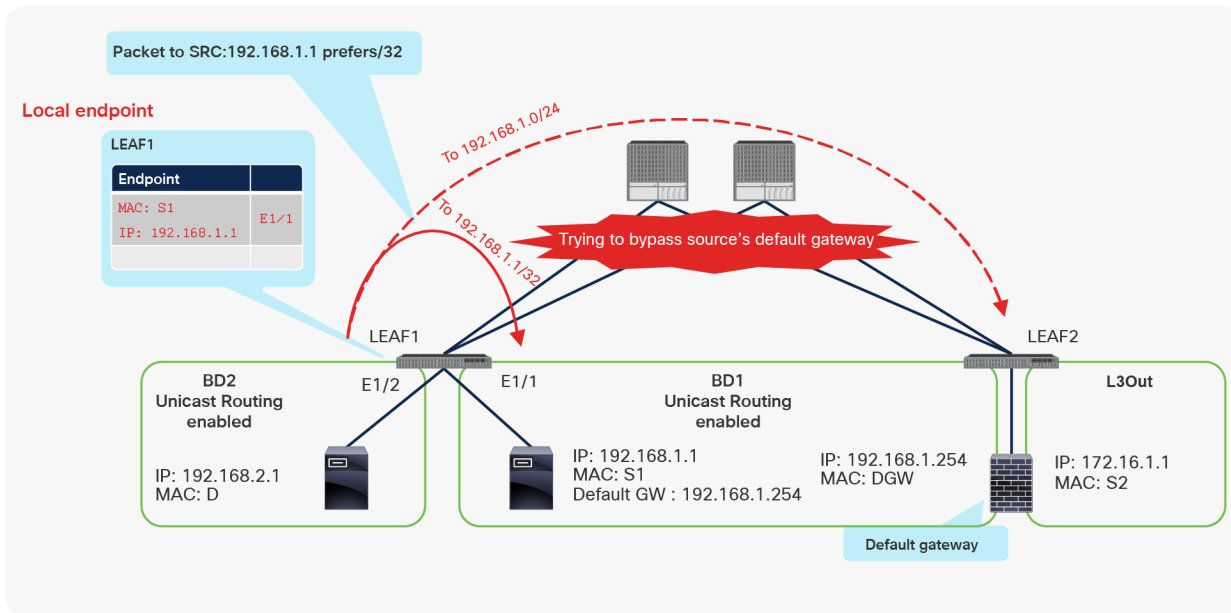 Packet to SRC:192.168.1.1 prefers/32
Local endpoint
LEAF1
Endpoint
MAC: S1
IP: 192.168.1.1
E1/1
To 192.168.1.0/24
To 192.168.1.1/32
Trying to bypass source's default gateway
LEAF1
LEAF2
E1/2
E1/1
BD2
Unicast Routing
enabled
BD1
Unicast Routing
enabled
L3Out
IP: 192.168.2.1
MAC: D
IP: 192.168.1.1
MAC: S1
Default GW : 192.168.1.254
IP: 192.168.1.254
MAC: DGW
IP: 172.16.1.1
MAC: S2
Default gateway